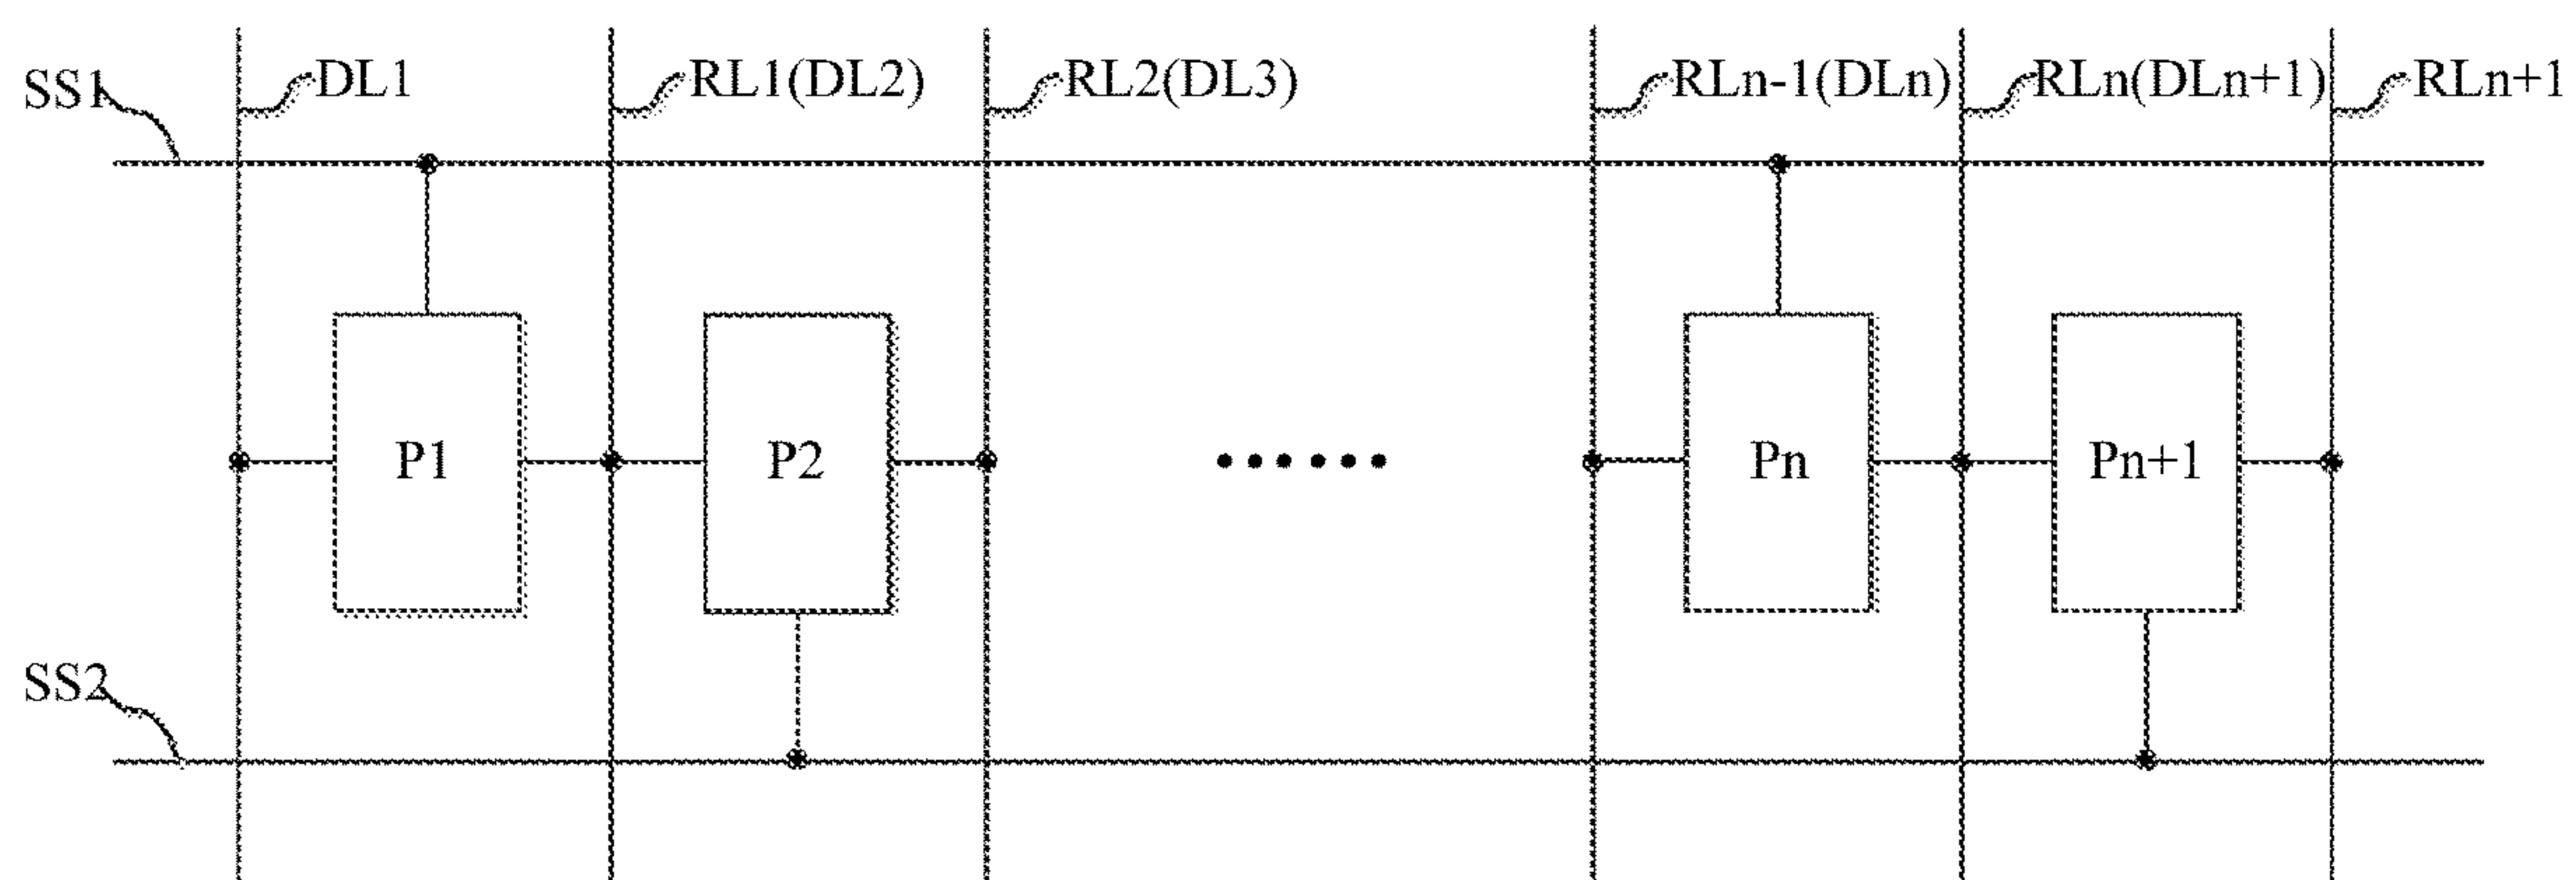 SS1 DL1 RL1(DL2) RL2(DL3) RLn-1(DLn) RLn(DLn+1) RLn+1
P1 P2 Pn Pn+1
SS2